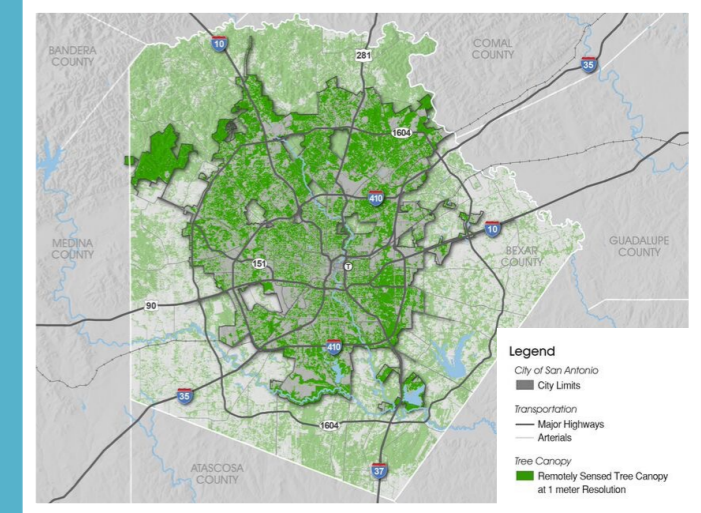 BANDERA
COUNTY
10
281
COMAL
COUNTY
35
1604
410
10
MEDINA
COUNTY
151
BEXAR
COUNTY
GUADALUPE
COUNTY
90
410
35
1604
ATASCOSA
COUNTY
37
Legend
City of San Antonio
City Limits
Transportation
Major Highways
Arterials
Tree Canopy
Remotely Sensed Tree Canopy
at 1 meter Resolution